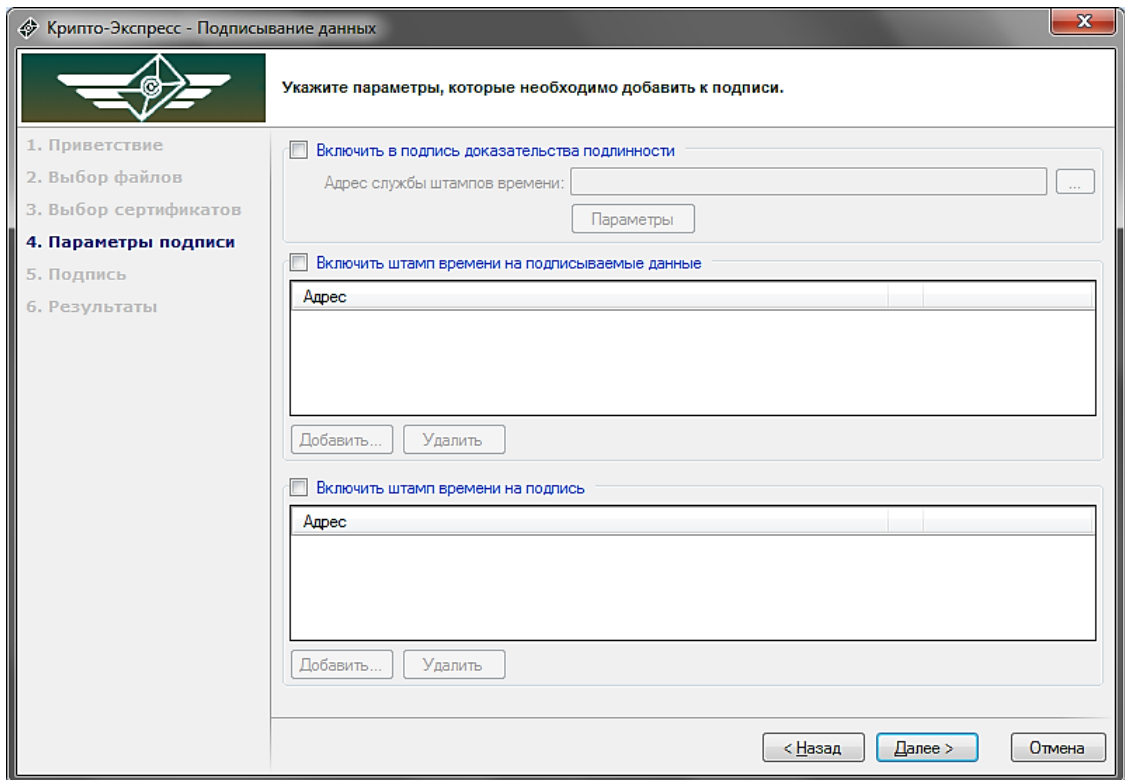 Крипто-Экспресс - Подписывание данных
Укажите параметры, которые необходимо добавить к подписи.
1. Приветствие
2. Выбор файлов
3. Выбор сертификатов
4. Параметры подписи
5. Подпись
6. Результаты
Включить в подпись доказательства подлинности
Адрес службы штампов времени:
...
Параметры
Включить штамп времени на подписываемые данные
Адрес
Добавить... Удалить
Включить штамп времени на подпись
Адрес
Добавить... Удалить
< Назад Далее > Отмена